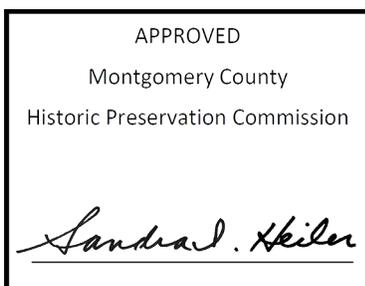 APPROVED
Montgomery County
Historic Preservation Commission
Sandra I. Heiler